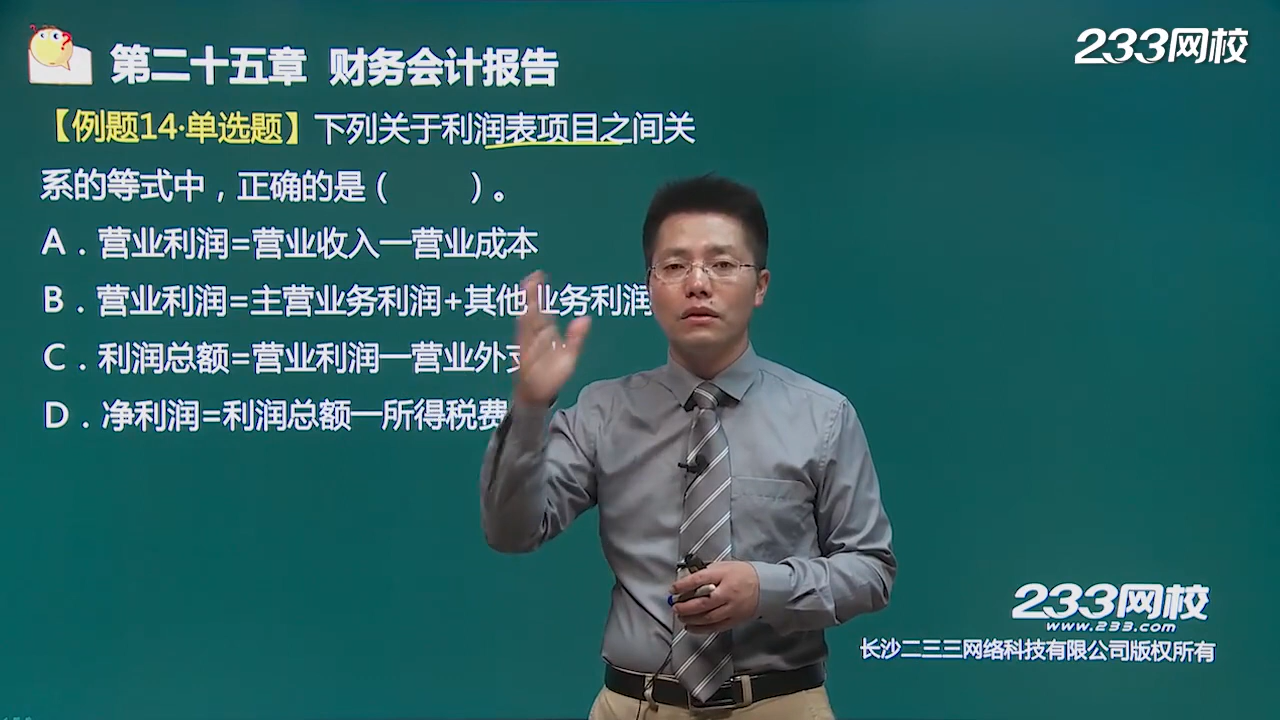 233网校
第二十五章 财务会计报告
【例题14·单选题】下列关于利润表项目之间关
系的等式中，正确的是（ ）。
A．营业利润=营业收入一营业成本
B．营业利润=主营业务利润+其他业务利润
C．利润总额=营业利润一营业外支
D．净利润=利润总额一所得税费
233网校
www.233.com
长沙二三三网络科技有限公司版权所有